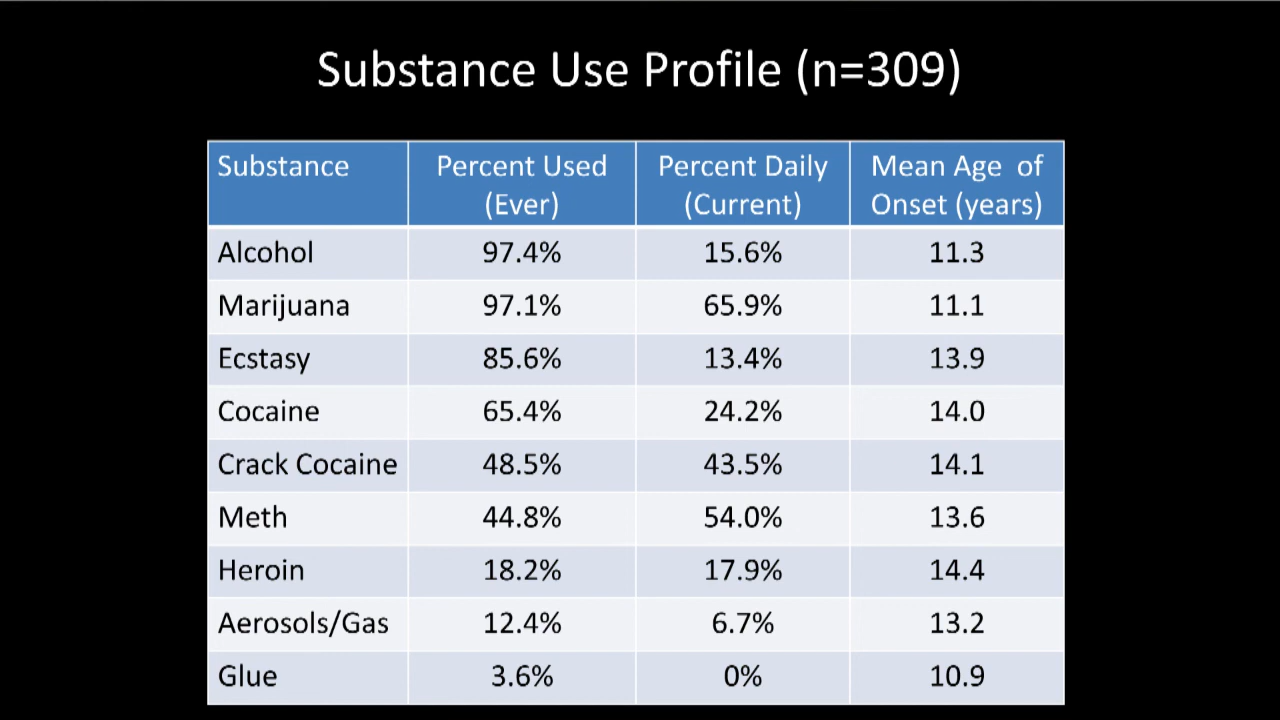 Substance Use Profile (n=309)
Substance Percent Used (Ever) Percent Daily (Current) Mean Age of Onset (years)
Alcohol 97.4% 15.6% 11.3
Marijuana 97.1% 65.9% 11.1
Ecstasy 85.6% 13.4% 13.9
Cocaine 65.4% 24.2% 14.0
Crack Cocaine 48.5% 43.5% 14.1
Meth 44.8% 54.0% 13.6
Heroin 18.2% 17.9% 14.4
Aerosols/Gas 12.4% 6.7% 13.2
Glue 3.6% 0% 10.9